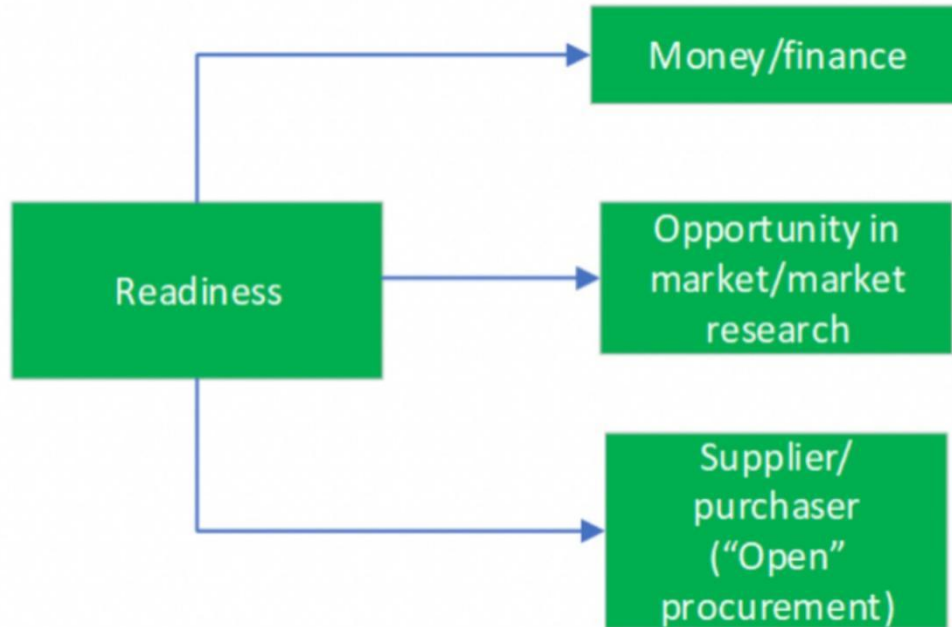 Money/finance
Readiness
Opportunity in
market/market
research
Supplier/
purchaser
(“Open”
procurement)